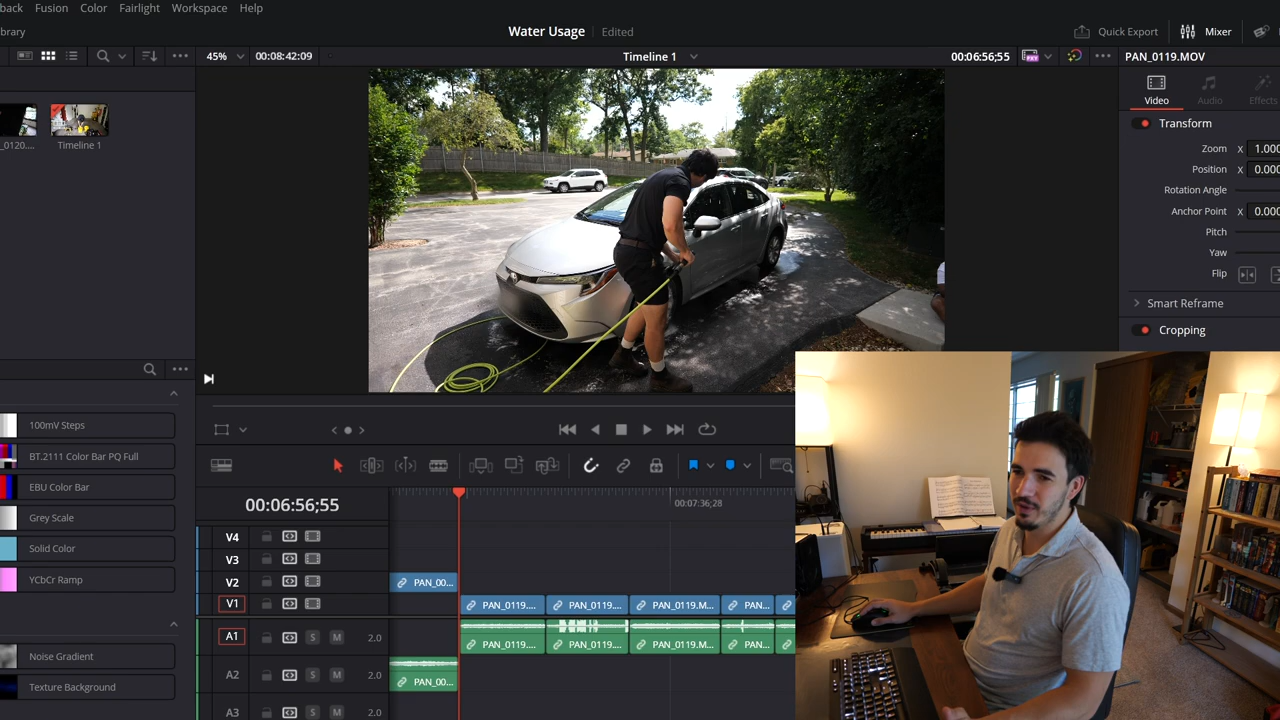 back Fusion Color Fairlight Workspace Help
brary Water Usage Edited Quick Export Mixer
45% 00:08:42:09 Timeline 1 00:06:56;55 PAN_0119.MOV
Video Audio Effects
_0120.... Timeline 1
Transform
Zoom X 1.000
Position X 0.000
Rotation Angle
Anchor Point X 0.000
Pitch
Yaw
Flip
Smart Reframe
Cropping
100mV Steps
BT.2111 Color Bar PQ Full
EBU Color Bar
Grey Scale
Solid Color
YCbCr Ramp
Noise Gradient
Texture Background
00:06:56;55 00:07:36;28
V4
V3
V2 PAN_00...
V1 PAN_0119.... PAN_0119.... PAN_0119.M... PAN...
A1 S M 2.0 PAN_0119.... PAN_0119.... PAN_0119.M... PAN...
A2 S M 2.0 PAN_00...
A3 S M 2.0